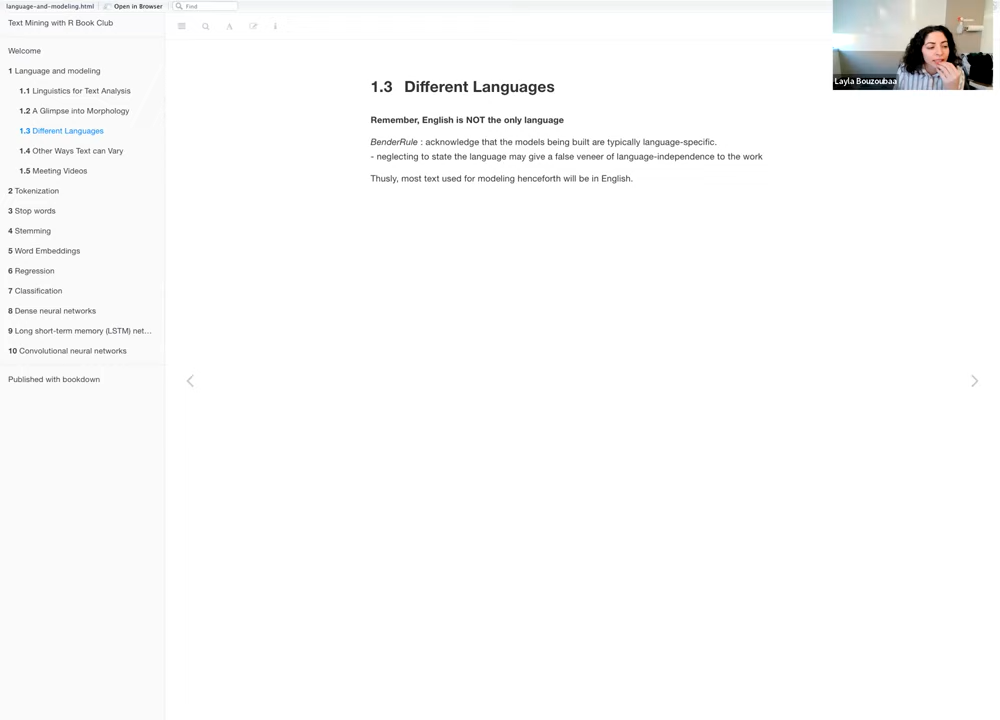 language-and-modeling.html
Open in Browser
Find
Text Mining with R Book Club
Welcome
1 Language and modeling
1.1 Linguistics for Text Analysis
1.2 A Glimpse into Morphology
1.3 Different Languages
1.4 Other Ways Text can Vary
1.5 Meeting Videos
2 Tokenization
3 Stop words
4 Stemming
5 Word Embeddings
6 Regression
7 Classification
8 Dense neural networks
9 Long short-term memory (LSTM) net...
10 Convolutional neural networks
Published with bookdown
1.3 Different Languages
Remember, English is NOT the only language
BenderRule : acknowledge that the models being built are typically language-specific.
- neglecting to state the language may give a false veneer of language-independence to the work
Thusly, most text used for modeling henceforth will be in English.
Layla Bouzoubaa